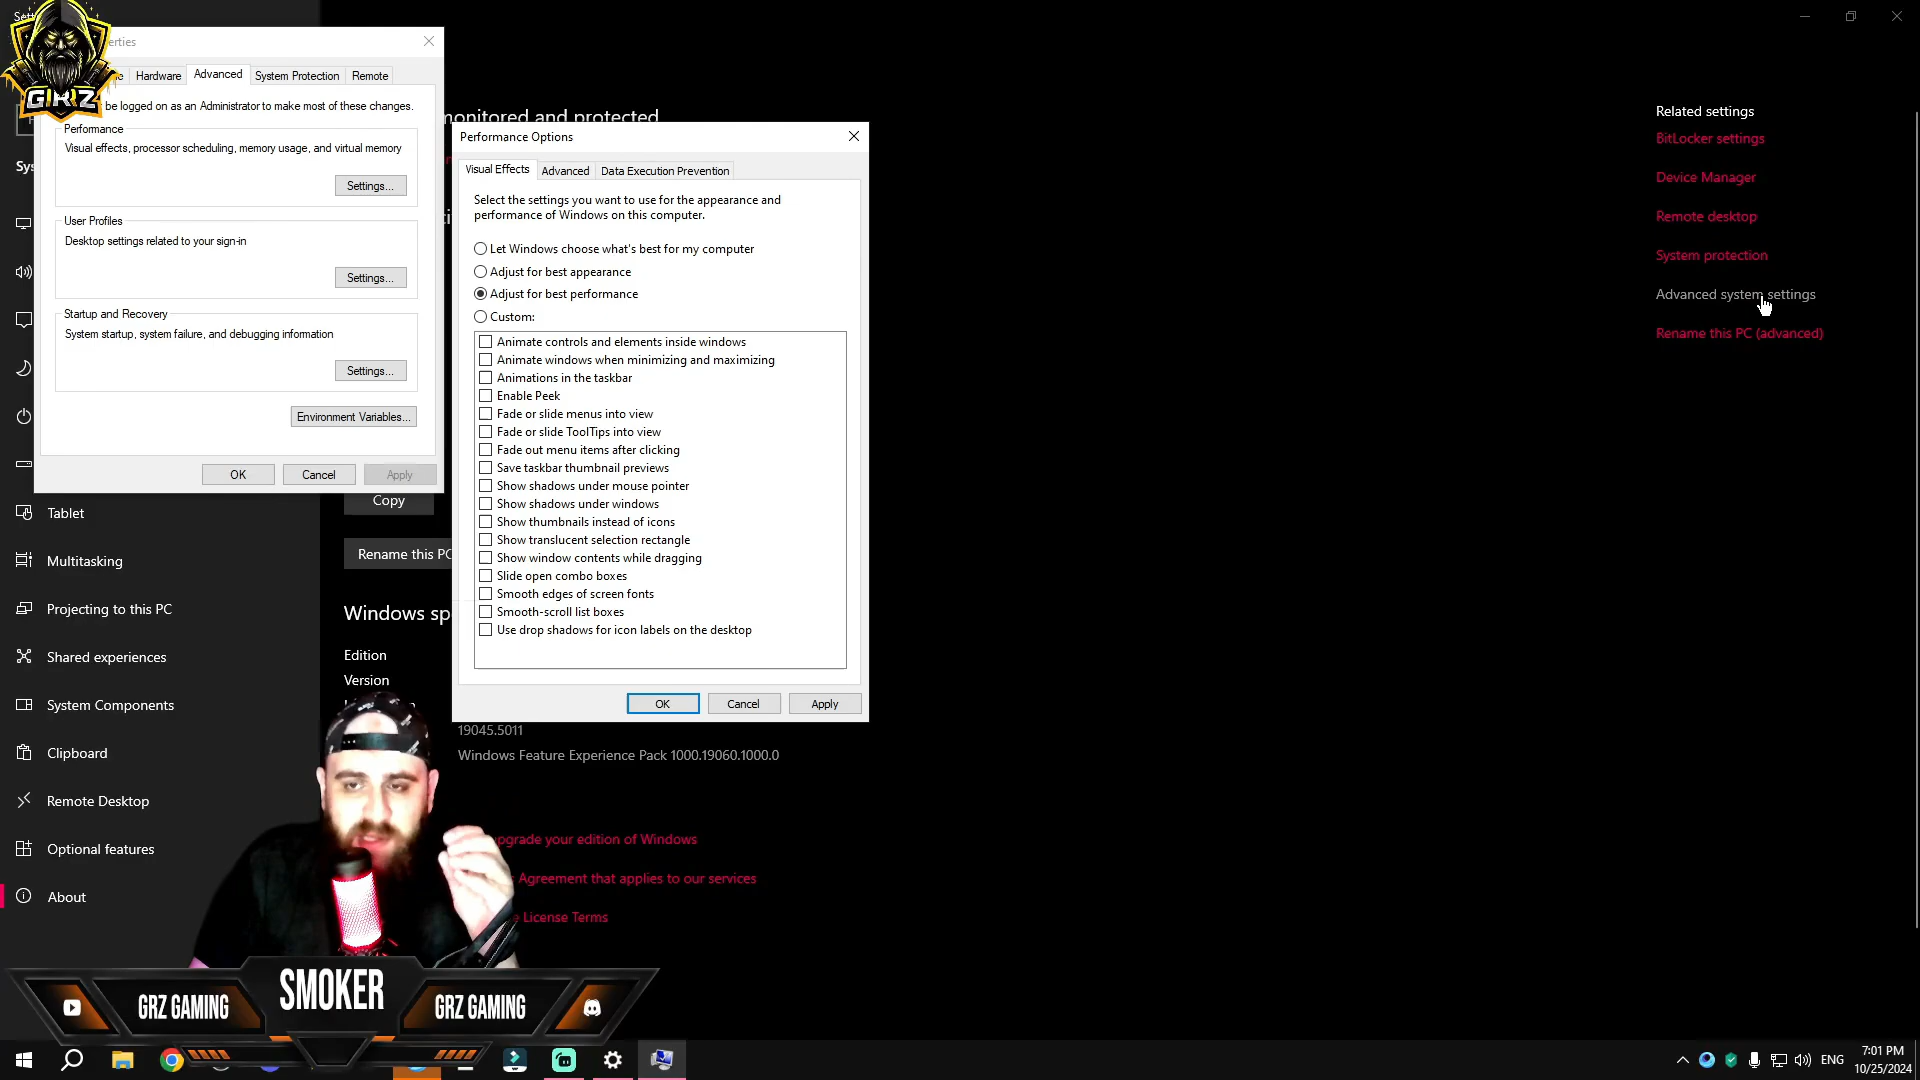 GRZ
erties
Hardware
Advanced
System Protection
Remote
be logged on as an Administrator to make most of these changes.
Performance
Visual effects, processor scheduling, memory usage, and virtual memory
Settings...
User Profiles
Desktop settings related to your sign-in
Settings...
Startup and Recovery
System startup, system failure, and debugging information
Settings...
Environment Variables...
OK
Cancel
Apply
Tablet
Multitasking
Projecting to this PC
Shared experiences
System Components
Clipboard
Remote Desktop
Optional features
About
monitored and protected
Copy
Rename this PC
Windows sp
Edition
Version
19045.5011
Windows Feature Experience Pack 1000.19060.1000.0
pgrade your edition of Windows
Agreement that applies to our services
License Terms
Performance Options
Visual Effects
Advanced
Data Execution Prevention
Select the settings you want to use for the appearance and
performance of Windows on this computer.
Let Windows choose what's best for my computer
Adjust for best appearance
Adjust for best performance
Custom:
Animate controls and elements inside windows
Animate windows when minimizing and maximizing
Animations in the taskbar
Enable Peek
Fade or slide menus into view
Fade or slide ToolTips into view
Fade out menu items after clicking
Save taskbar thumbnail previews
Show shadows under mouse pointer
Show shadows under windows
Show thumbnails instead of icons
Show translucent selection rectangle
Show window contents while dragging
Slide open combo boxes
Smooth edges of screen fonts
Smooth-scroll list boxes
Use drop shadows for icon labels on the desktop
OK
Cancel
Apply
Related settings
BitLocker settings
Device Manager
Remote desktop
System protection
Advanced system settings
Rename this PC (advanced)
GRZ GAMING
SMOKER
GRZ GAMING
ENG
7:01 PM
10/25/2024